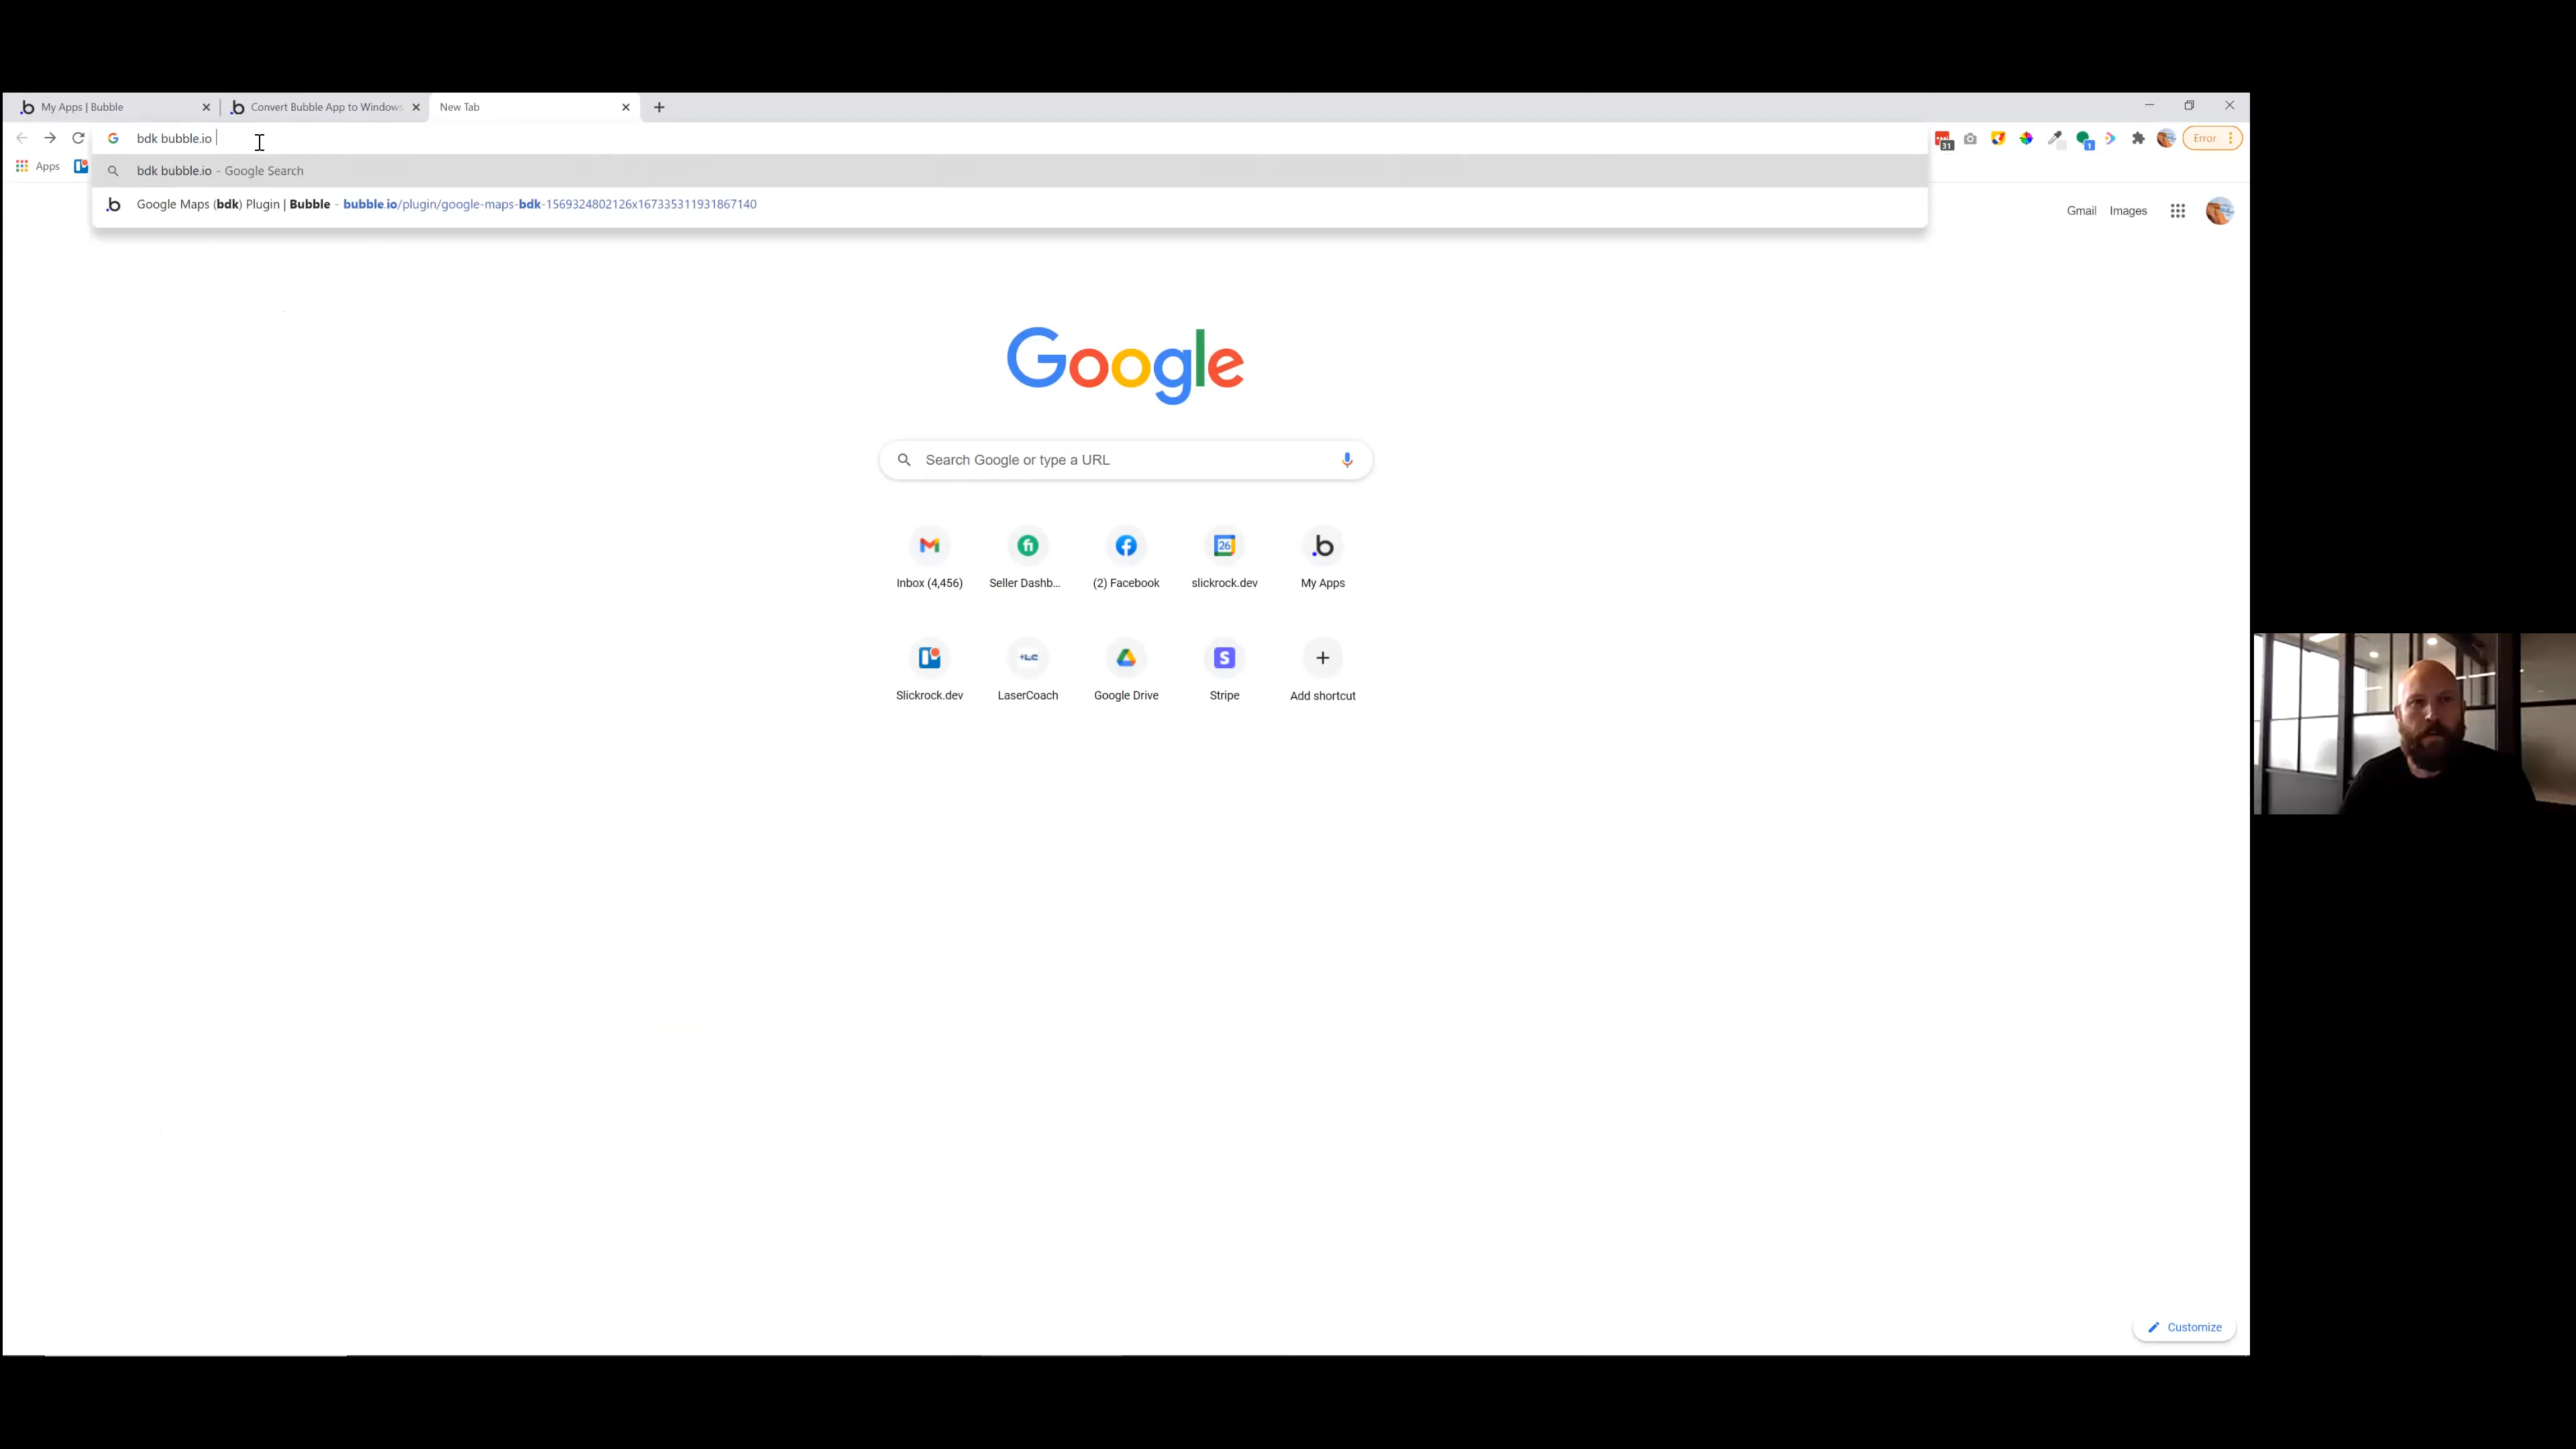 My Apps | Bubble
Convert Bubble App to Windows
New Tab
bdk bubble.io
Error
31
1
Apps
bdk bubble.io - Google Search
Google Maps (bdk) Plugin | Bubble - bubble.io/plugin/google-maps-bdk-1569324802126x167335311931867140
Gmail Images
Google
Search Google or type a URL
26
Inbox (4,456)
Seller Dashb...
(2) Facebook
slickrock.dev
My Apps
Slickrock.dev
LaserCoach
Google Drive
Stripe
Add shortcut
Customize